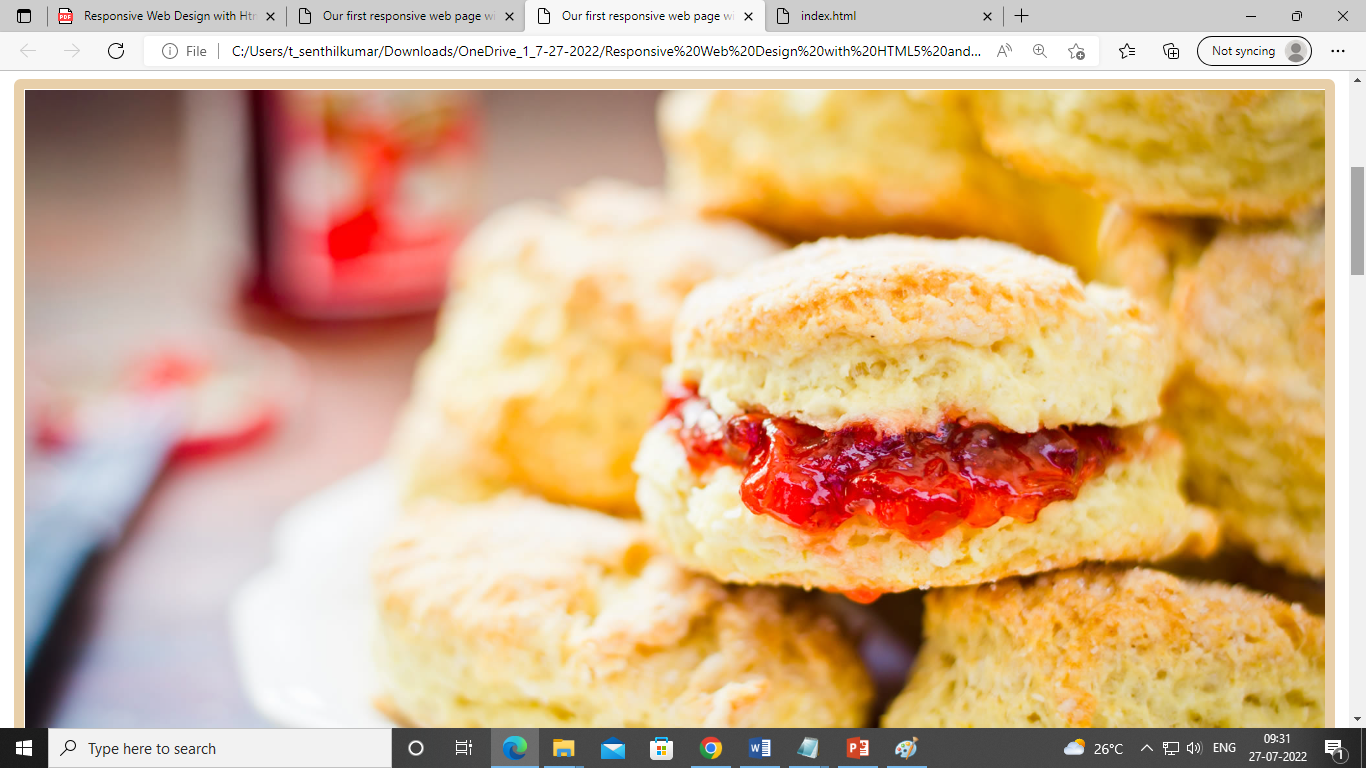 Responsive Web Design with Htm
Our first responsive web page wi
Our first responsive web page wi
index.html
File
C:/Users/t_senthilkumar/Downloads/OneDrive_1_7-27-2022/Responsive%20Web%20Design%20with%20HTML5%20and...
Not syncing
Type here to search
26°C
ENG
09:31
27-07-2022
1